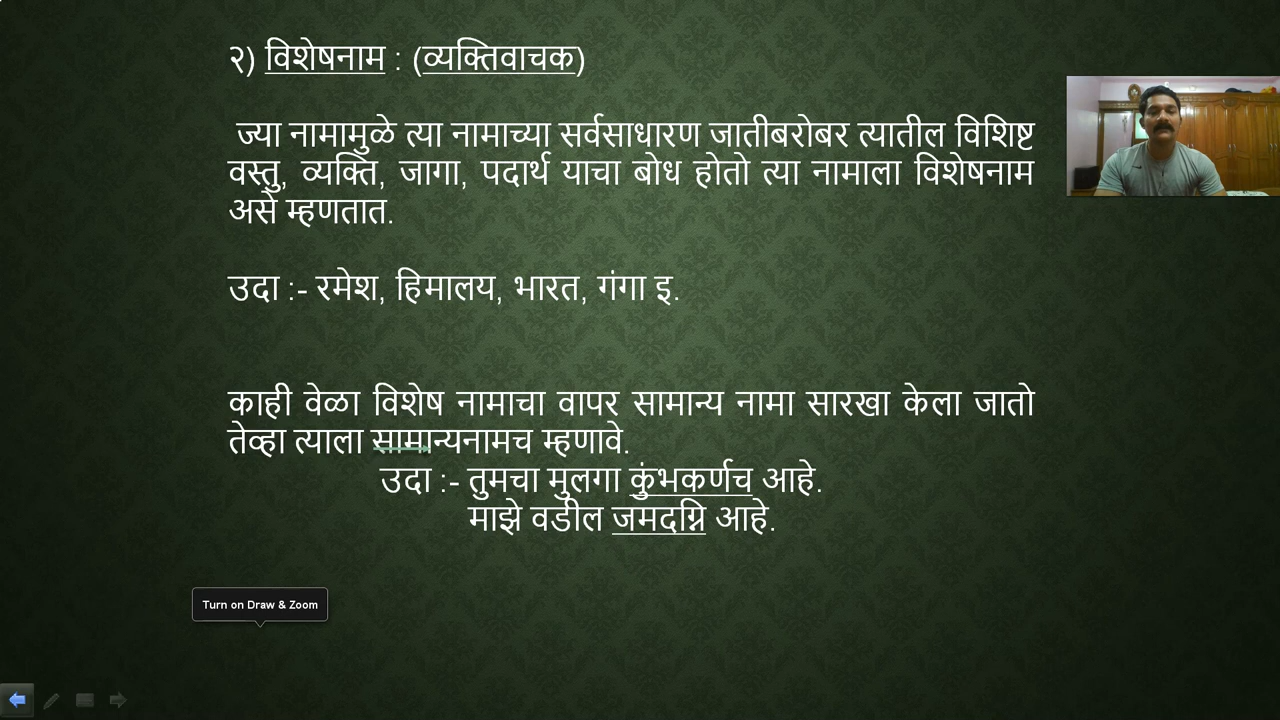 २) विशेषनाम : (व्यक्तिवाचक)
ज्या नामामुळे त्या नामाच्या सर्वसाधारण जातीबरोबर त्यातील विशिष्ट
वस्तु, व्यक्ति, जागा, पदार्थ याचा बोध होतो त्या नामाला विशेषनाम
असे म्हणतात.
उदा :- रमेश, हिमालय, भारत, गंगा इ.
काही वेळा विशेष नामाचा वापर सामान्य नामा सारखा केला जातो
तेव्हा त्याला सामान्यनामच म्हणावे.
उदा :- तुमचा मुलगा कुंभकर्णच आहे.
माझे वडील जमदग्नि आहे.
Turn on Draw & Zoom